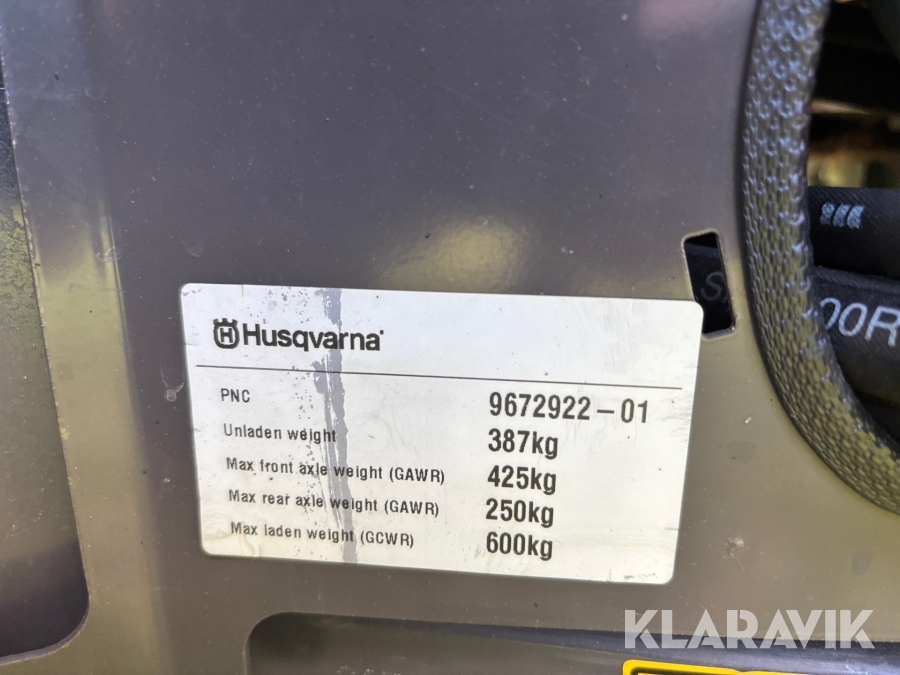 Husqvarna
PNC 9672922-01
Unladen weight 387kg
Max front axle weight (GAWR) 425kg
Max rear axle weight (GAWR) 250kg
Max laden weight (GCWR) 600kg
00R
KLARAVIK